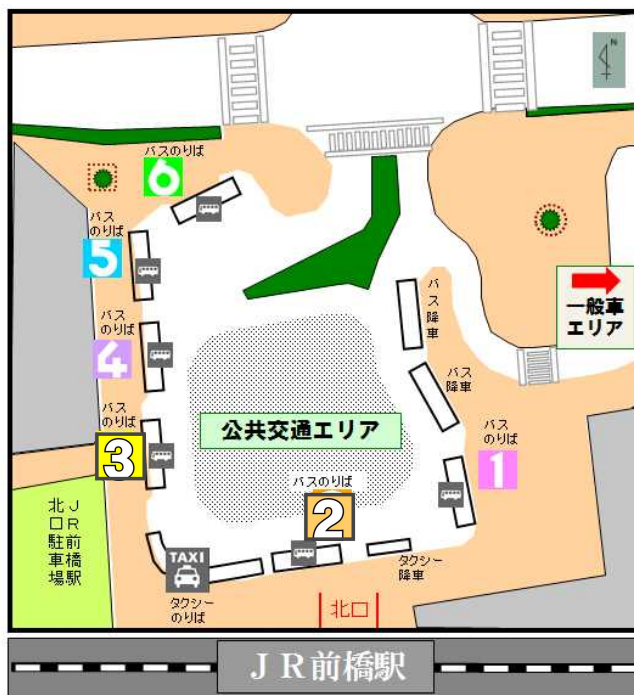 N
バスのりば
6
バス
のりば
5
バス
のりば
4
バス
のりば
3
公共交通エリア
バスのりば
2
バス降車
バス
降車
バス
のりば
1
一般車
エリア
JR前橋駅
北口駐車場
TAXI
タクシー
のりば
タクシー
降車
北口
JR前橋駅